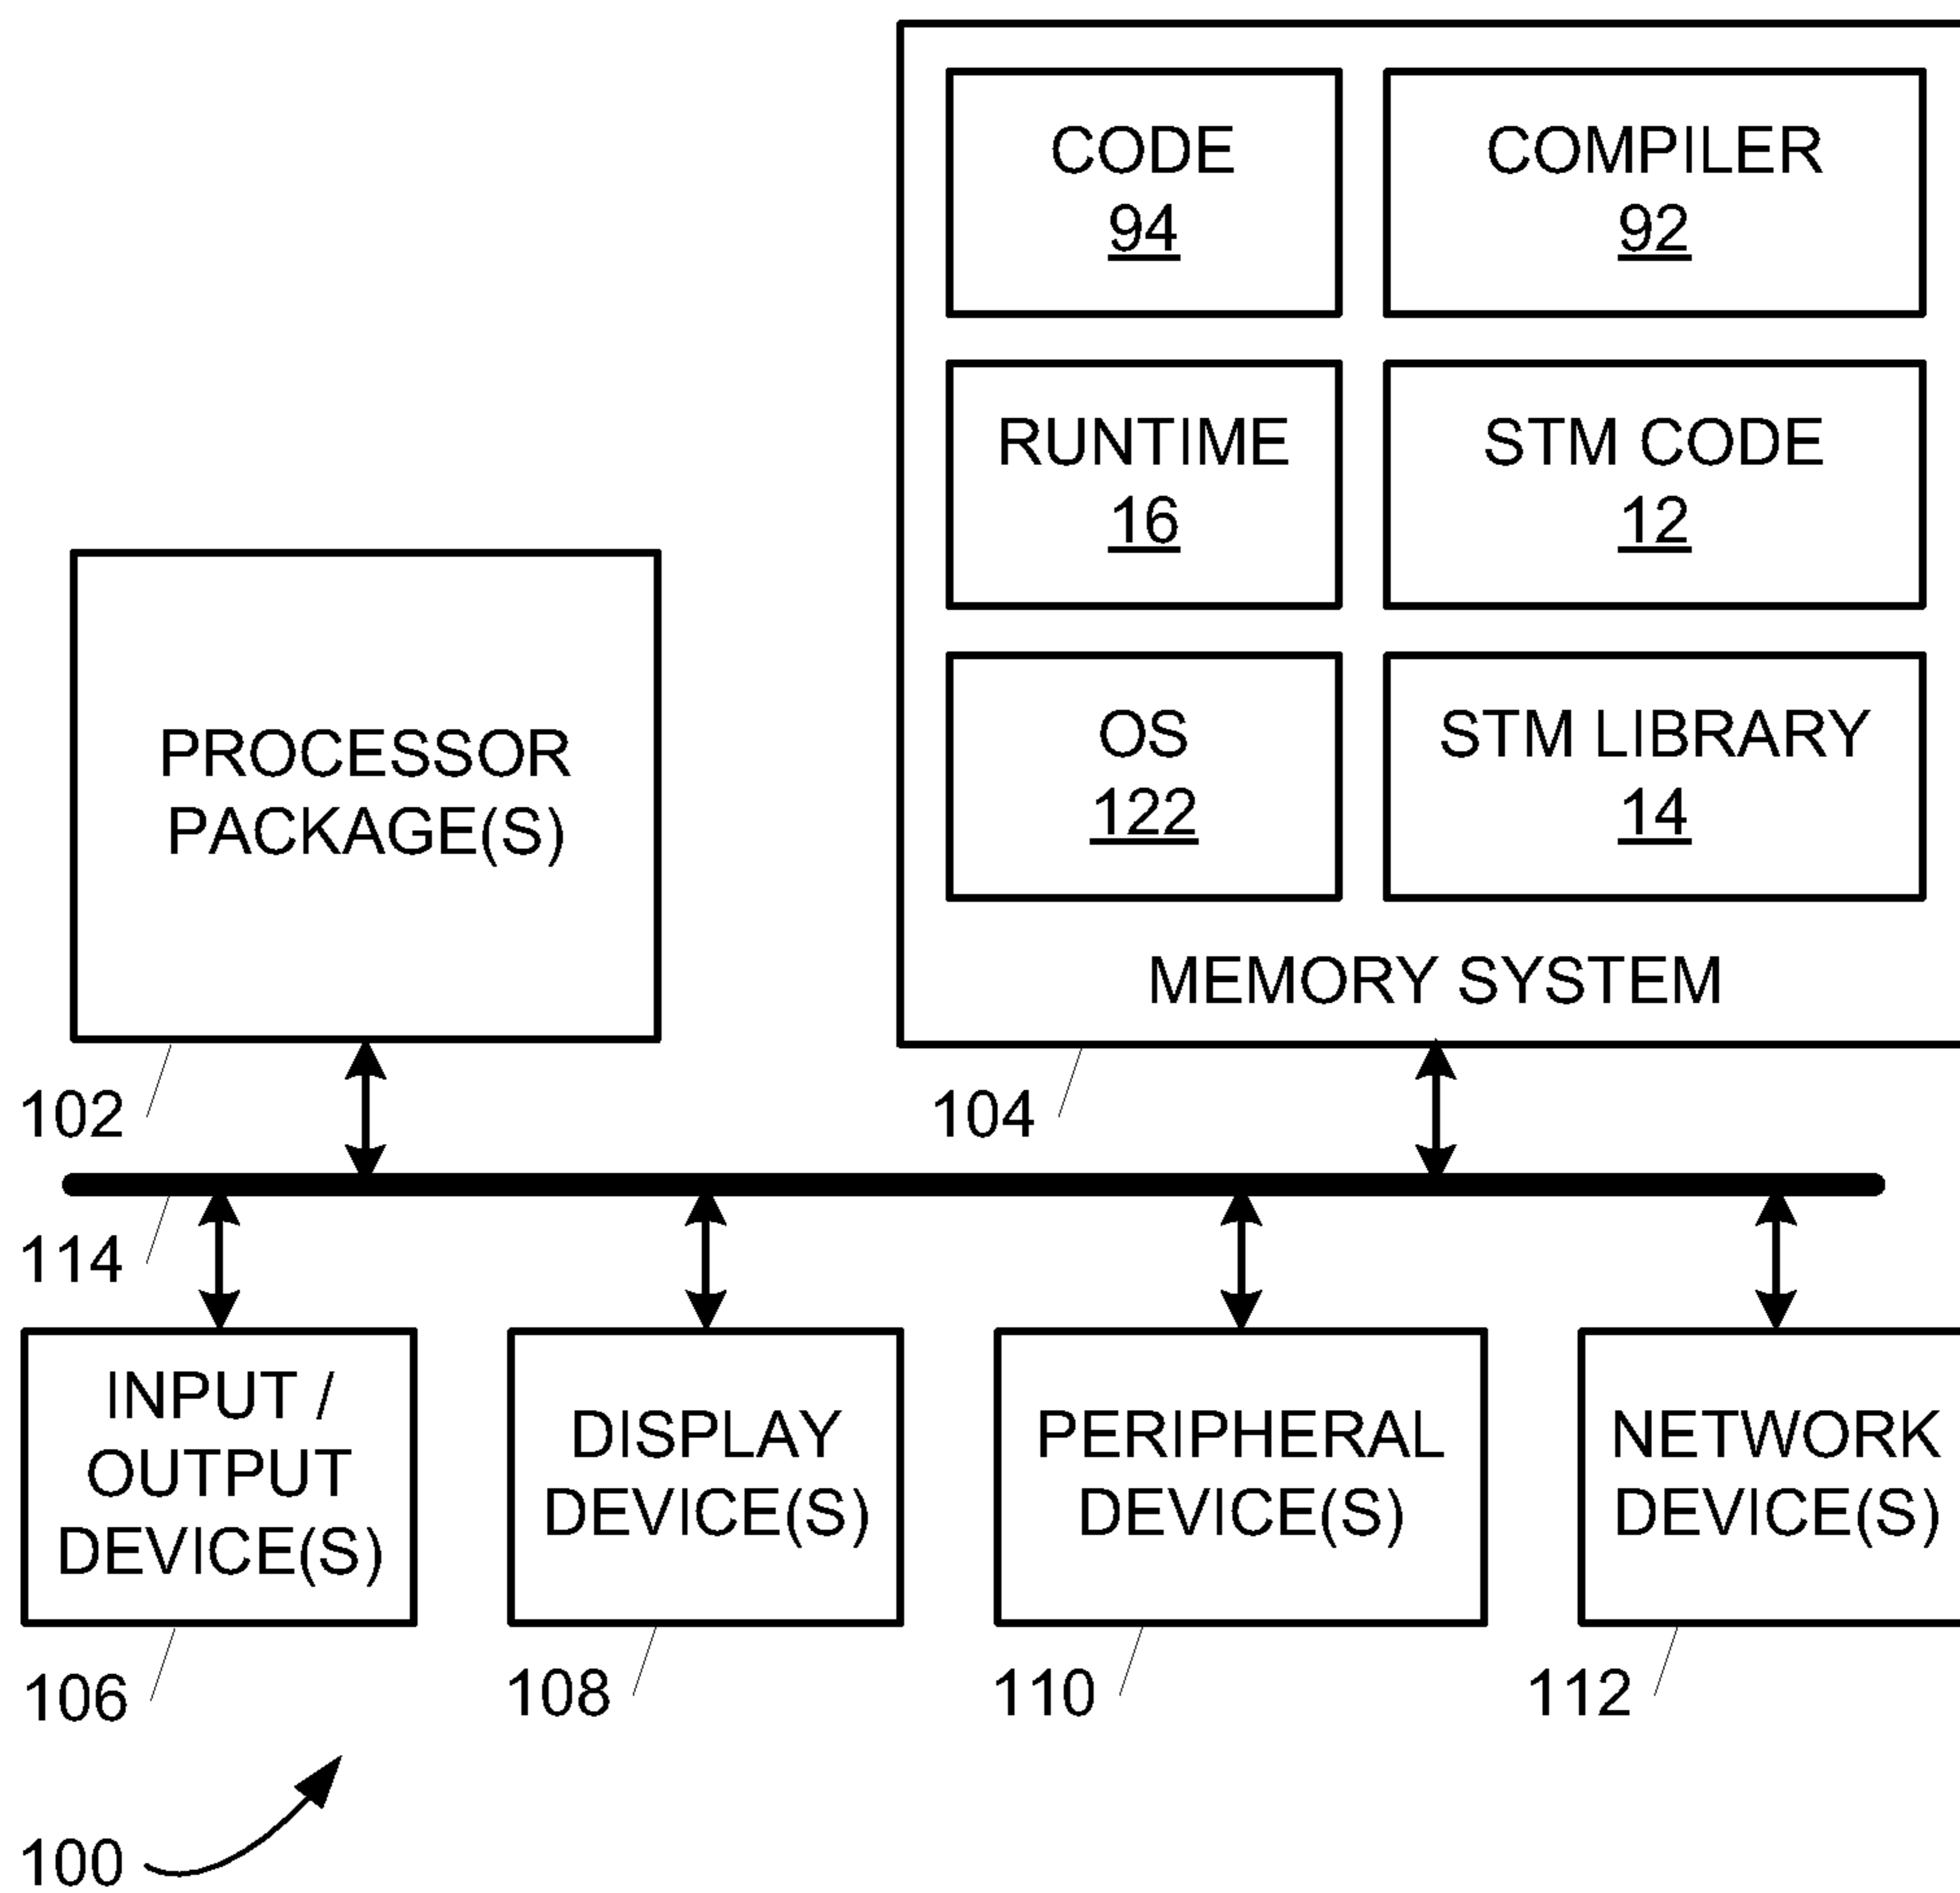 CODE
94
COMPILER
92
RUNTIME
16
STM CODE
12
OS
122
STM LIBRARY
14
MEMORY SYSTEM
PROCESSOR
PACKAGE(S)
102
104
114
INPUT /
OUTPUT
DEVICE(S)
DISPLAY
DEVICE(S)
PERIPHERAL
DEVICE(S)
NETWORK
DEVICE(S)
106
108
110
112
100